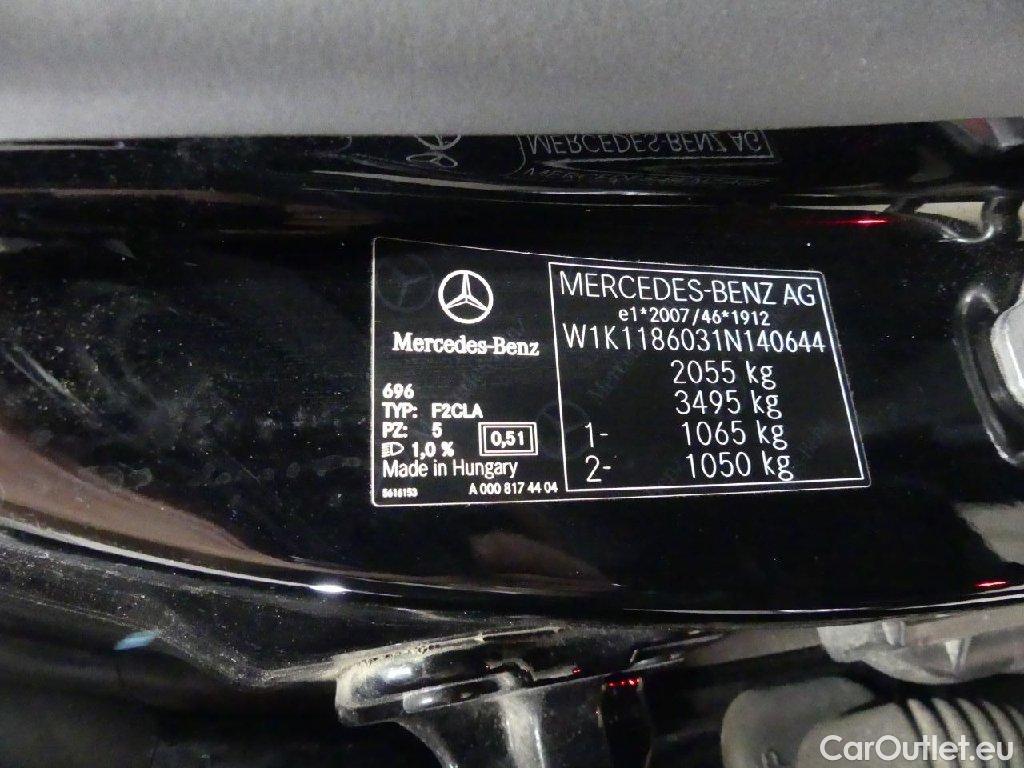 MERCEDES-BENZ AG
Mercedes-Benz
696
TYP: F2CLA
PZ: 5
1,0 %
0,51
Made in Hungary
A 000 817 44 04
MERCEDES-BENZ AG
e1*2007/46*1912
W1K1186031N140644
2055 kg
3495 kg
1- 1065 kg
2- 1050 kg
CarOutlet.eu